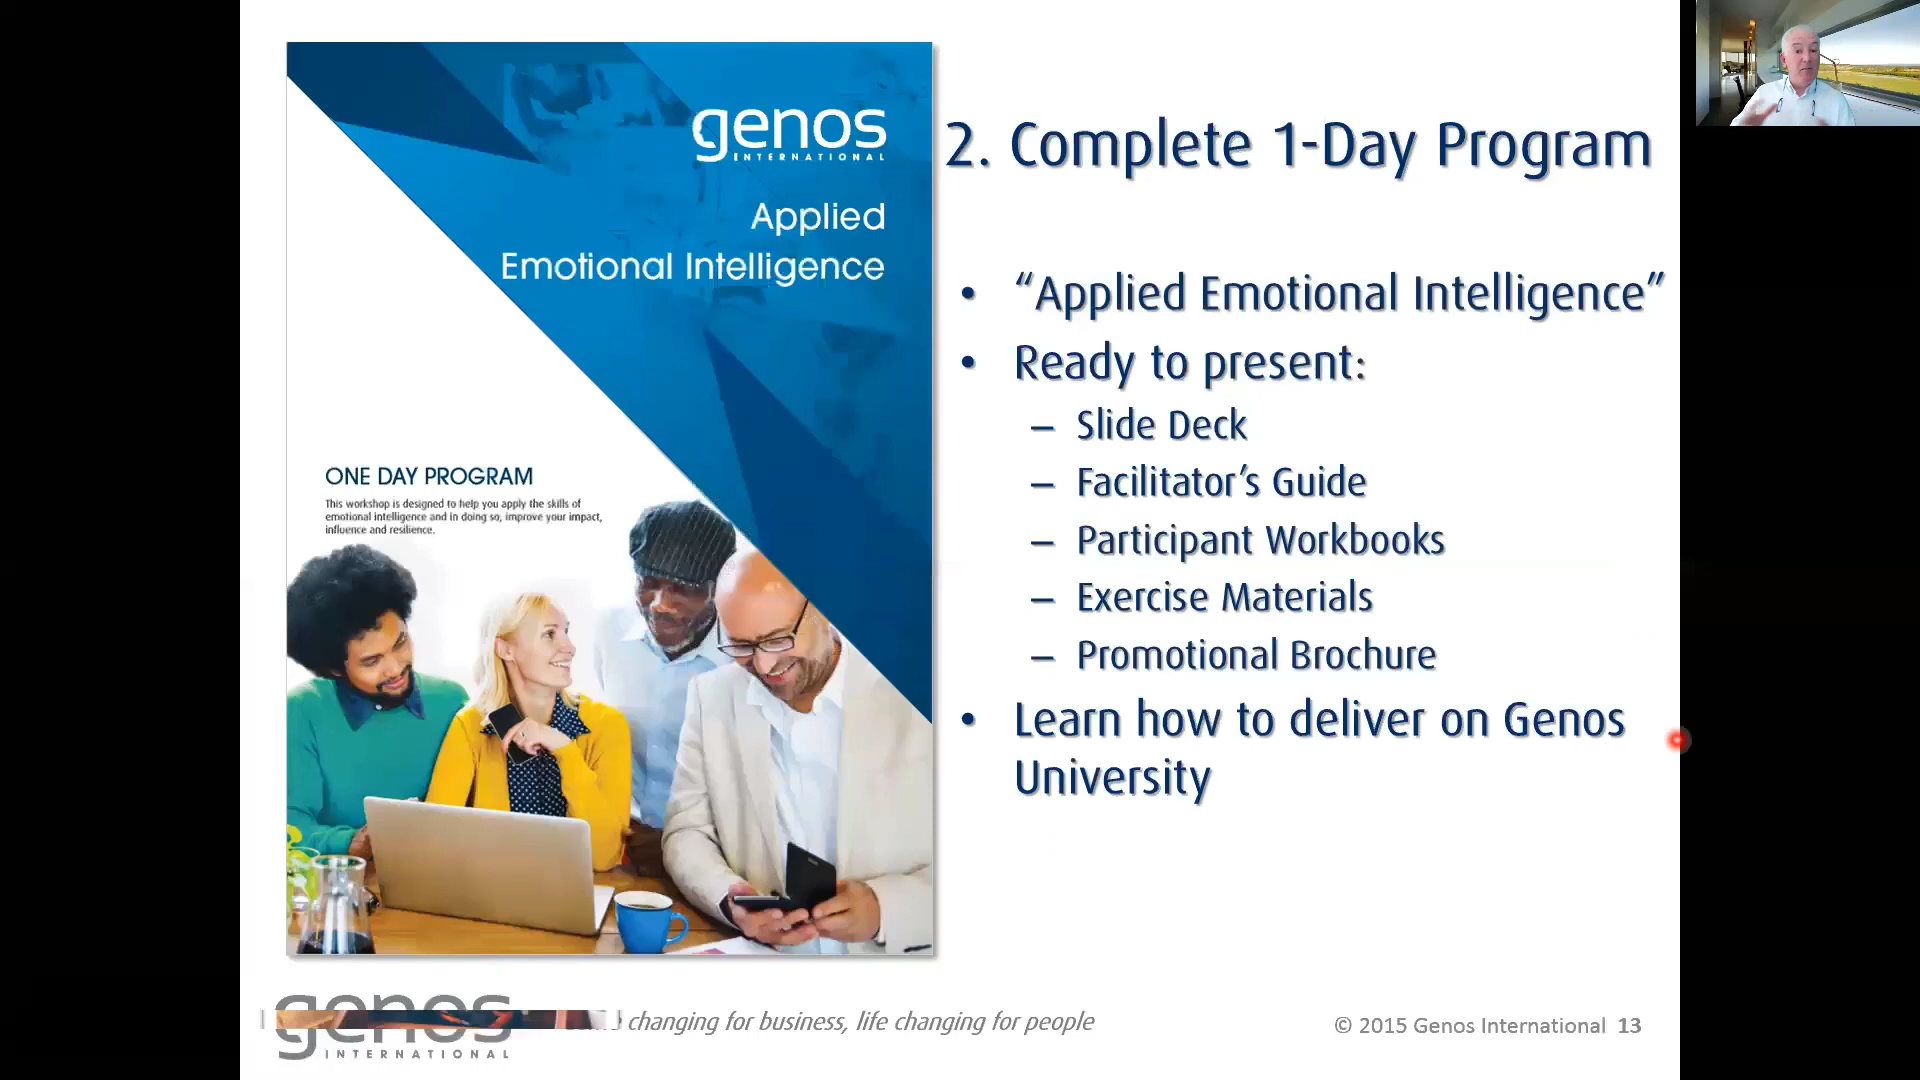 genos
INTERNATIONAL
Applied
Emotional Intelligence
ONE DAY PROGRAM
This workshop is designed to help you apply the skills of
emotional intelligence and in doing so, improve your impact,
influence and resilience.
2. Complete 1-Day Program
• “Applied Emotional Intelligence”
• Ready to present:
– Slide Deck
– Facilitator’s Guide
– Participant Workbooks
– Exercise Materials
– Promotional Brochure
• Learn how to deliver on Genos
University
genos
INTERNATIONAL
changing for business, life changing for people
© 2015 Genos International 13